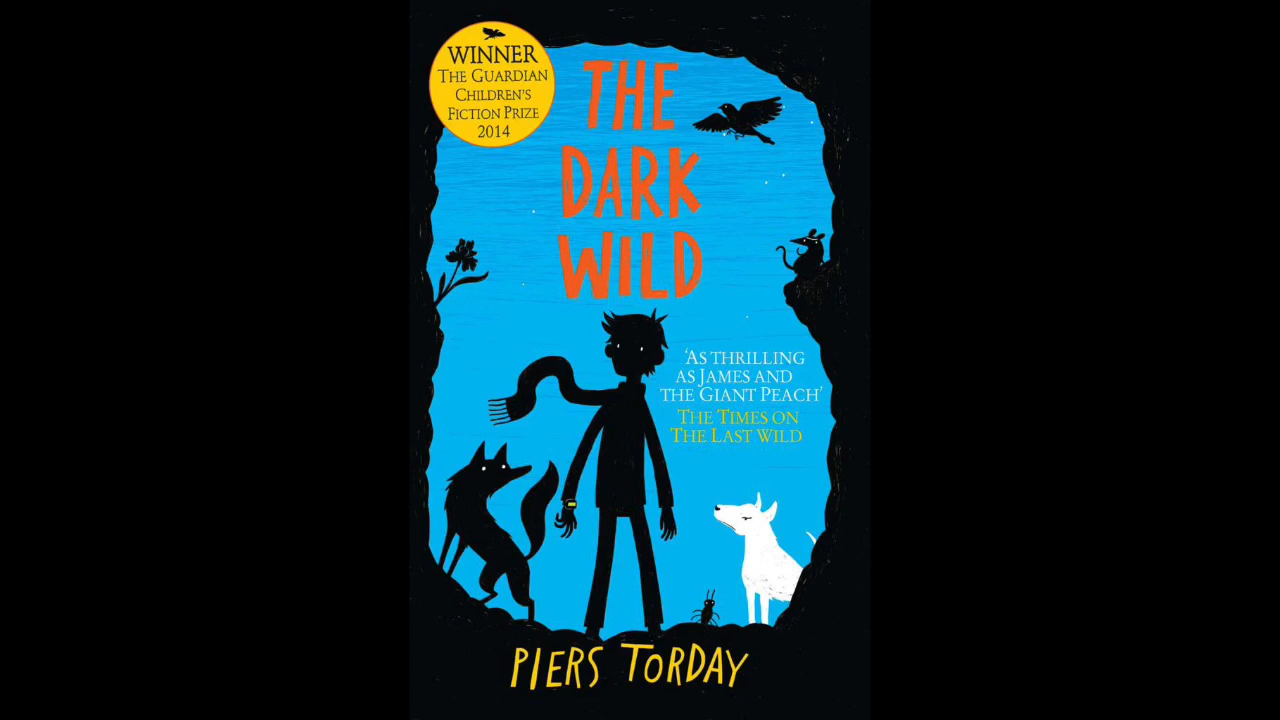 WINNER
THE GUARDIAN
CHILDREN'S
FICTION PRIZE
2014
THE
DARK
WILD
'AS THRILLING
AS JAMES AND
THE GIANT PEACH'
THE TIMES ON
THE LAST WILD
PIERS TORDAY